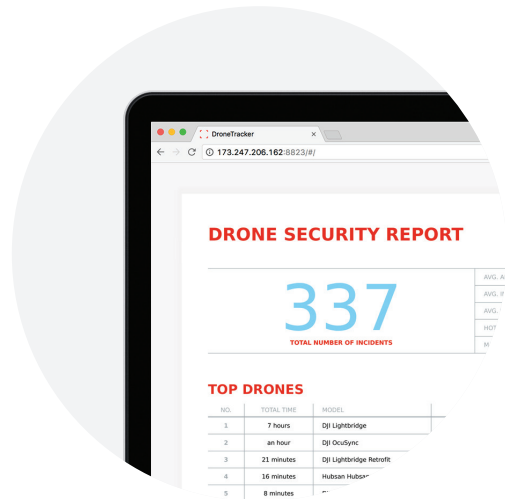 DroneTracker
173.247.206.162:8823/#/
DRONE SECURITY REPORT
337
TOTAL NUMBER OF INCIDENTS
AVG.
AVG.
AVG.
TOP DRONES
NO. TOTAL TIME MODEL
1 7 hours DJI Lightbridge
2 an hour DJI OcuSync
3 21 minutes DJI Lightbridge Retrofit
4 16 minutes Hubsan
5 8 minutes